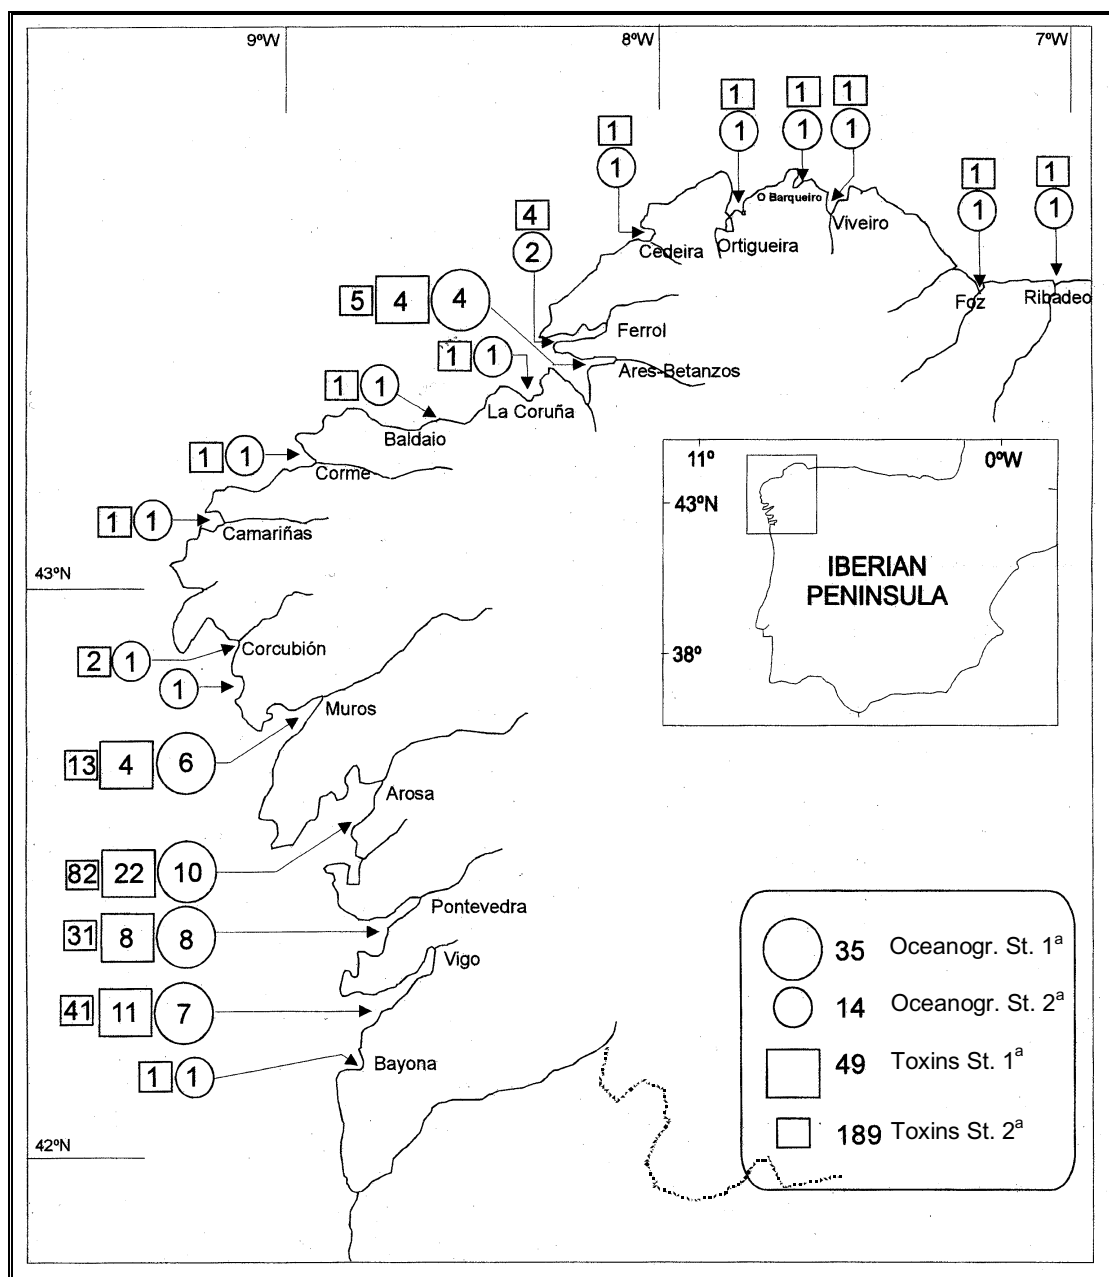 9ºW
8ºW
7ºW
1
1
1
1
1
1
1
1
1
1
1
1
O Barqueiro
Viveiro
Ortigueira
Cedeira
4
2
Foz
Ribadeo
5 4 4
Ferrol
Ares-Betanzos
1 1
La Coruña
1 1
Baldaio
1 1
Corme
1 1
Camariñas
43ºN
2 1
Corcubión
1
Muros
13 4 6
Arosa
82 22 10
Pontevedra
31 8 8
Vigo
41 11 7
Bayona
1 1
42ºN
11º
0ºW
43ºN
IBERIAN
PENINSULA
38º
35 Oceanogr. St. 1ª
14 Oceanogr. St. 2ª
49 Toxins St. 1ª
189 Toxins St. 2ª